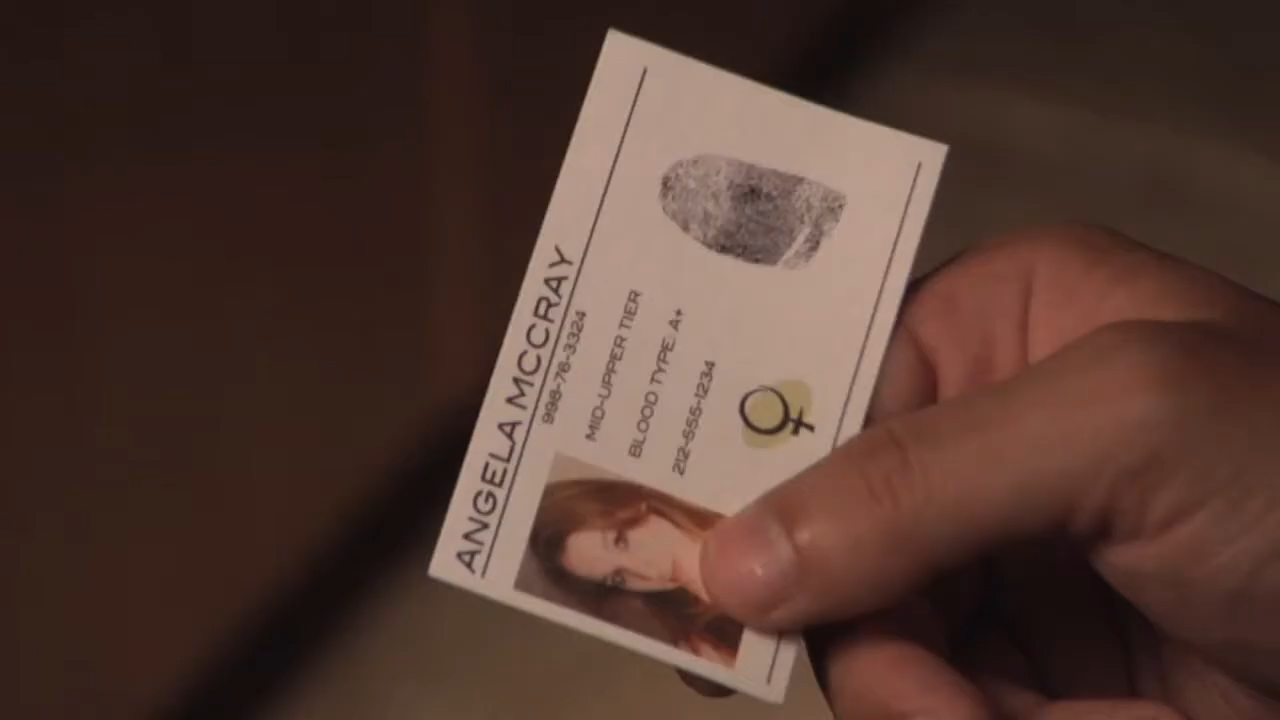 ANGELA MCCRAY
998-76-3324
MID-UPPER TIER
BLOOD TYPE: A+
212-555-1234